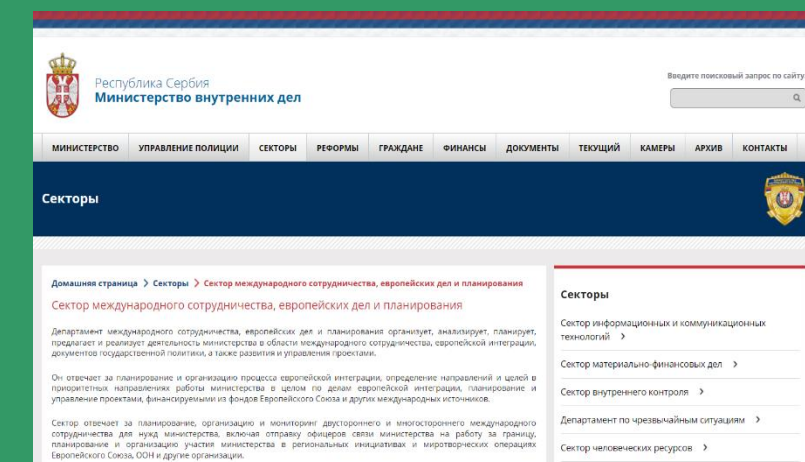 Республика Сербия
Министерство внутренних дел
Введите поисковый запрос по сайту
МИНИСТЕРСТВО УПРАВЛЕНИЕ ПОЛИЦИИ СЕКТОРЫ РЕФОРМЫ ГРАЖДАНЕ ФИНАНСЫ ДОКУМЕНТЫ ТЕКУЩИЙ КАМЕРЫ АРХИВ КОНТАКТЫ
Секторы
Домашняя страница > Секторы > Сектор международного сотрудничества, европейских дел и планирования
Сектор международного сотрудничества, европейских дел и планирования
Департамент международного сотрудничества, европейских дел и планирования организует, анализирует, планирует,
предлагает и реализует деятельность министерства в области международного сотрудничества, европейской интеграции,
документов государственной политики, а также развития и управления проектами.
Он отвечает за планирование и организацию процесса европейской интеграции, определение направлений и целей в
приоритетных направлениях работы министерства в целом по делам европейской интеграции, планирование и
управление проектами, финансируемыми из фондов Европейского Союза и других международных источников.
Сектор отвечает за планирование, организацию и мониторинг двустороннего и многостороннего международного
сотрудничества для нужд министерства, включая отправку офицеров связи министерства на работу за границу,
планирование и организацию участия министерства в региональных инициативах и миротворческих операциях
Европейского Союза, ООН и другие организации.
Секторы
Сектор информационных и коммуникационных
технологий >
Сектор материально-финансовых дел >
Сектор внутреннего контроля >
Департамент по чрезвычайным ситуациям >
Сектор человеческих ресурсов >